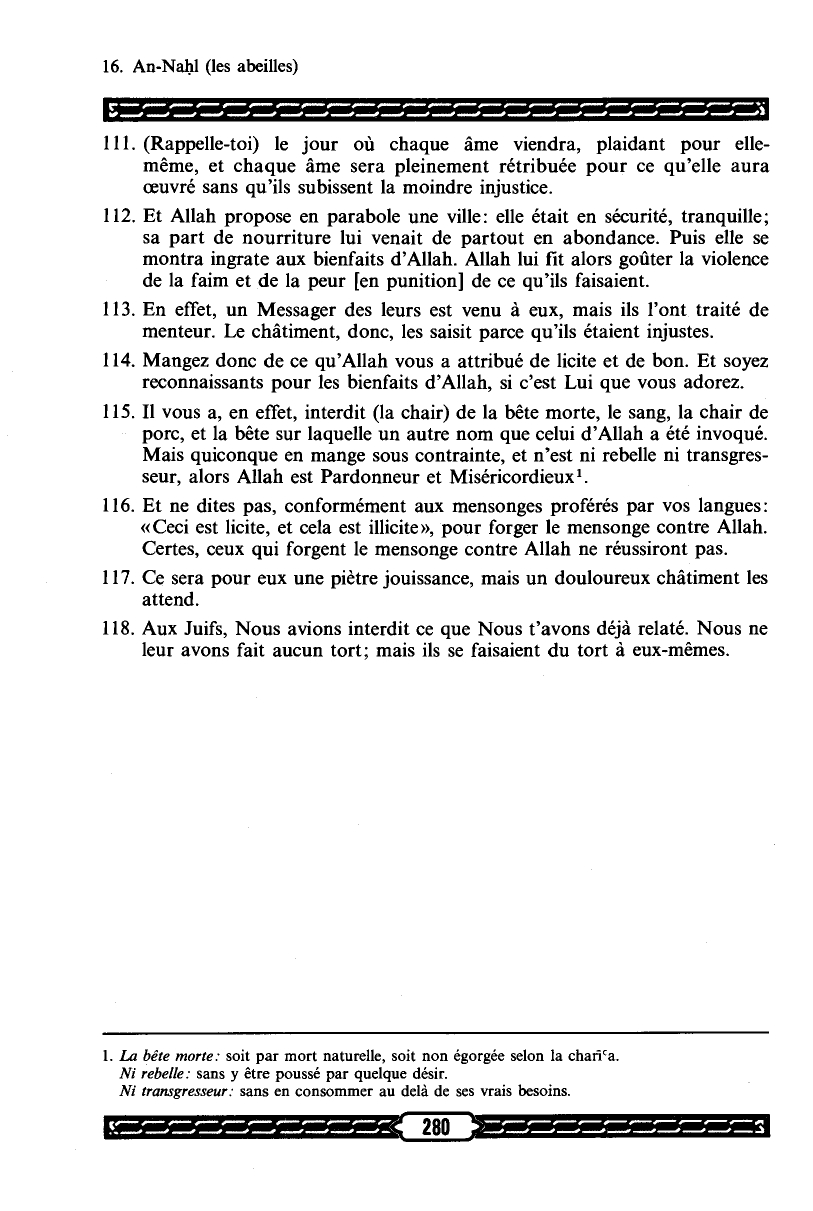 16. An-Naḥl (les abeilles)
111. (Rappelle-toi) le jour où chaque âme viendra, plaidant pour elle-
même, et chaque âme sera pleinement rétribuée pour ce qu'elle aura
œuvré sans qu'ils subissent la moindre injustice.
112. Et Allah propose en parabole une ville: elle était en sécurité, tranquille;
sa part de nourriture lui venait de partout en abondance. Puis elle se
montra ingrate aux bienfaits d'Allah. Allah lui fit alors goûter la violence
de la faim et de la peur [en punition] de ce qu'ils faisaient.
113. En effet, un Messager des leurs est venu à eux, mais ils l'ont traité de
menteur. Le châtiment, donc, les saisit parce qu'ils étaient injustes.
114. Mangez donc de ce qu'Allah vous a attribué de licite et de bon. Et soyez
reconnaissants pour les bienfaits d'Allah, si c'est Lui que vous adorez.
115. Il vous a, en effet, interdit (la chair) de la bête morte, le sang, la chair de
porc, et la bête sur laquelle un autre nom que celui d'Allah a été invoqué.
Mais quiconque en mange sous contrainte, et n'est ni rebelle ni transgres-
seur, alors Allah est Pardonneur et Miséricordieux¹.
116. Et ne dites pas, conformément aux mensonges proférés par vos langues:
«Ceci est licite, et cela est illicite», pour forger le mensonge contre Allah.
Certes, ceux qui forgent le mensonge contre Allah ne réussiront pas.
117. Ce sera pour eux une piètre jouissance, mais un douloureux châtiment les
attend.
118. Aux Juifs, Nous avions interdit ce que Nous t'avons déjà relaté. Nous ne
leur avons fait aucun tort; mais ils se faisaient du tort à eux-mêmes.
1. La bête morte: soit par mort naturelle, soit non égorgée selon la charīʿa.
Ni rebelle: sans y être poussé par quelque désir.
Ni transgresseur: sans en consommer au delà de ses vrais besoins.
280